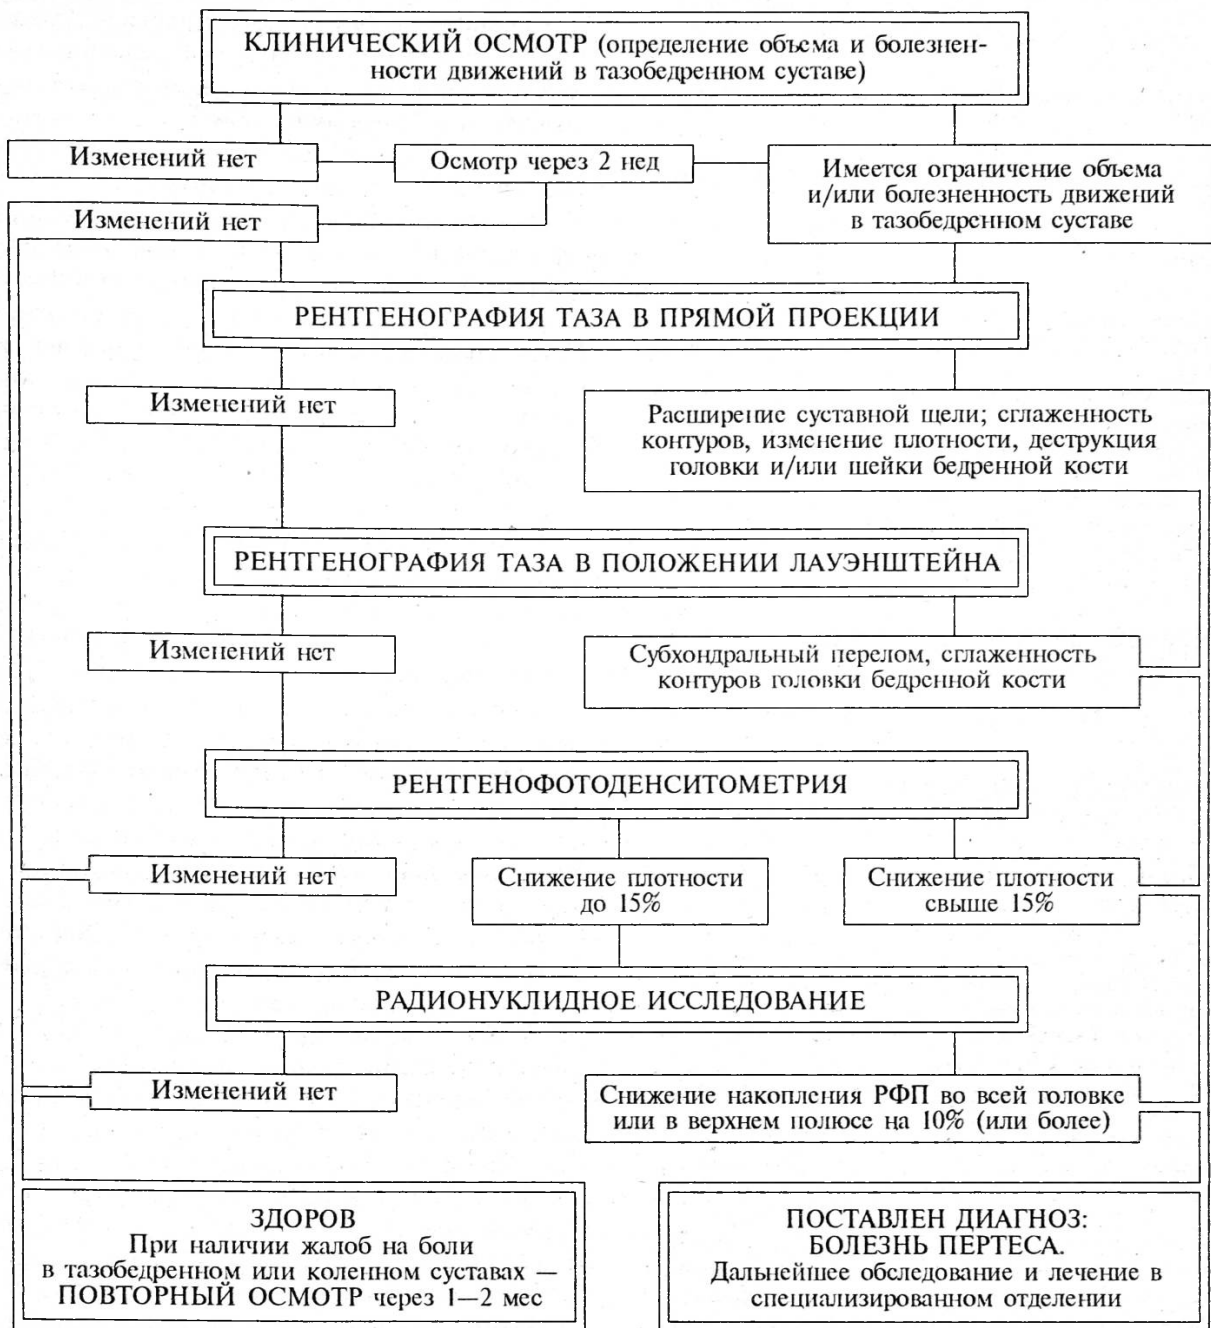 КЛИНИЧЕСКИЙ ОСМОТР (определение объема и болезнен-
ности движений в тазобедренном суставе)
Изменений нет
Осмотр через 2 нед
Имеется ограничение объема
и/или болезненность движений
в тазобедренном суставе
Изменений нет
РЕНТГЕНОГРАФИЯ ТАЗА В ПРЯМОЙ ПРОЕКЦИИ
Изменений нет
Расширение суставной щели; сглаженность
контуров, изменение плотности, деструкция
головки и/или шейки бедренной кости
РЕНТГЕНОГРАФИЯ ТАЗА В ПОЛОЖЕНИИ ЛАУЭНШТЕЙНА
Изменений нет
Субхондральный перелом, сглаженность
контуров головки бедренной кости
РЕНТГЕНОФОТОДЕНСИТОМЕТРИЯ
Изменений нет
Снижение плотности
до 15%
Снижение плотности
свыше 15%
РАДИОНУКЛИДНОЕ ИССЛЕДОВАНИЕ
Изменений нет
Снижение накопления РФП во всей головке
или в верхнем полюсе на 10% (или более)
ЗДОРОВ
При наличии жалоб на боли
в тазобедренном или коленном суставах —
ПОВТОРНЫЙ ОСМОТР через 1—2 мес
ПОСТАВЛЕН ДИАГНОЗ:
БОЛЕЗНЬ ПЕРТЕСА.
Дальнейшее обследование и лечение в
специализированном отделении